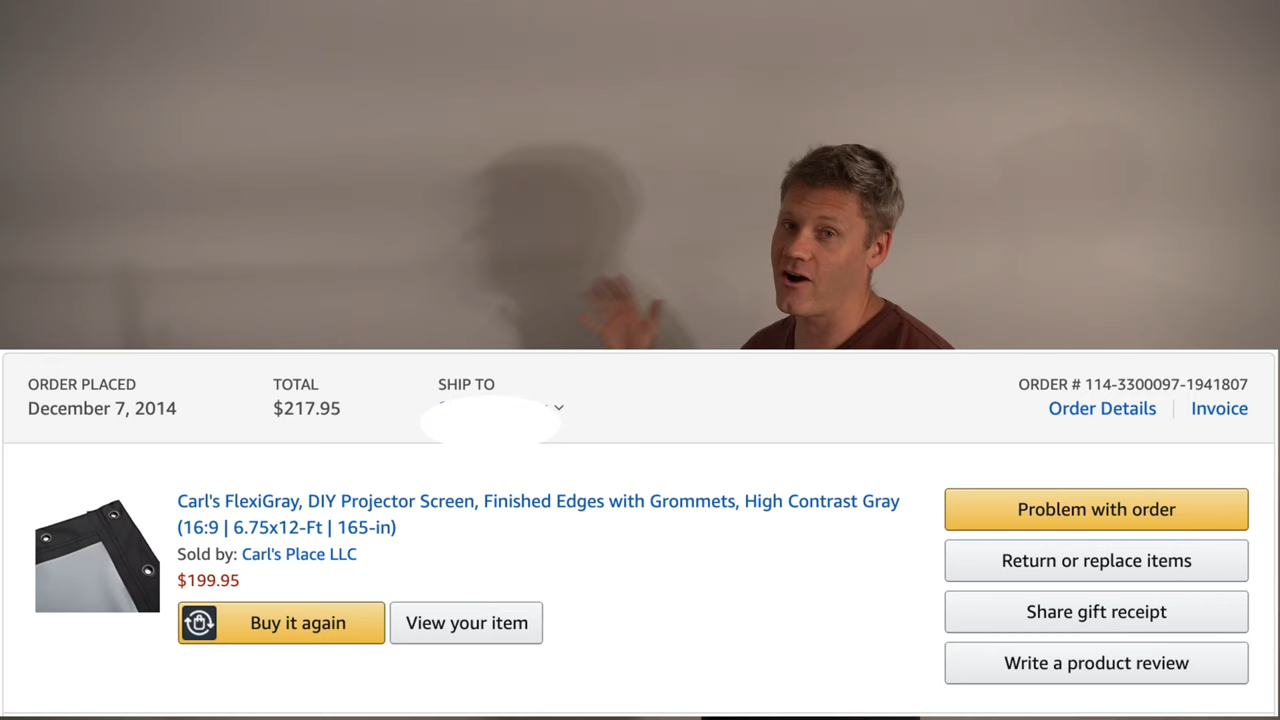 ORDER PLACED TOTAL SHIP TO ORDER # 114-3300097-1941807
December 7, 2014 $217.95 Order Details Invoice
Carl's FlexiGray, DIY Projector Screen, Finished Edges with Grommets, High Contrast Gray
(16:9 | 6.75x12-Ft | 165-in)
Sold by: Carl's Place LLC
$199.95
Buy it again View your item
Problem with order
Return or replace items
Share gift receipt
Write a product review